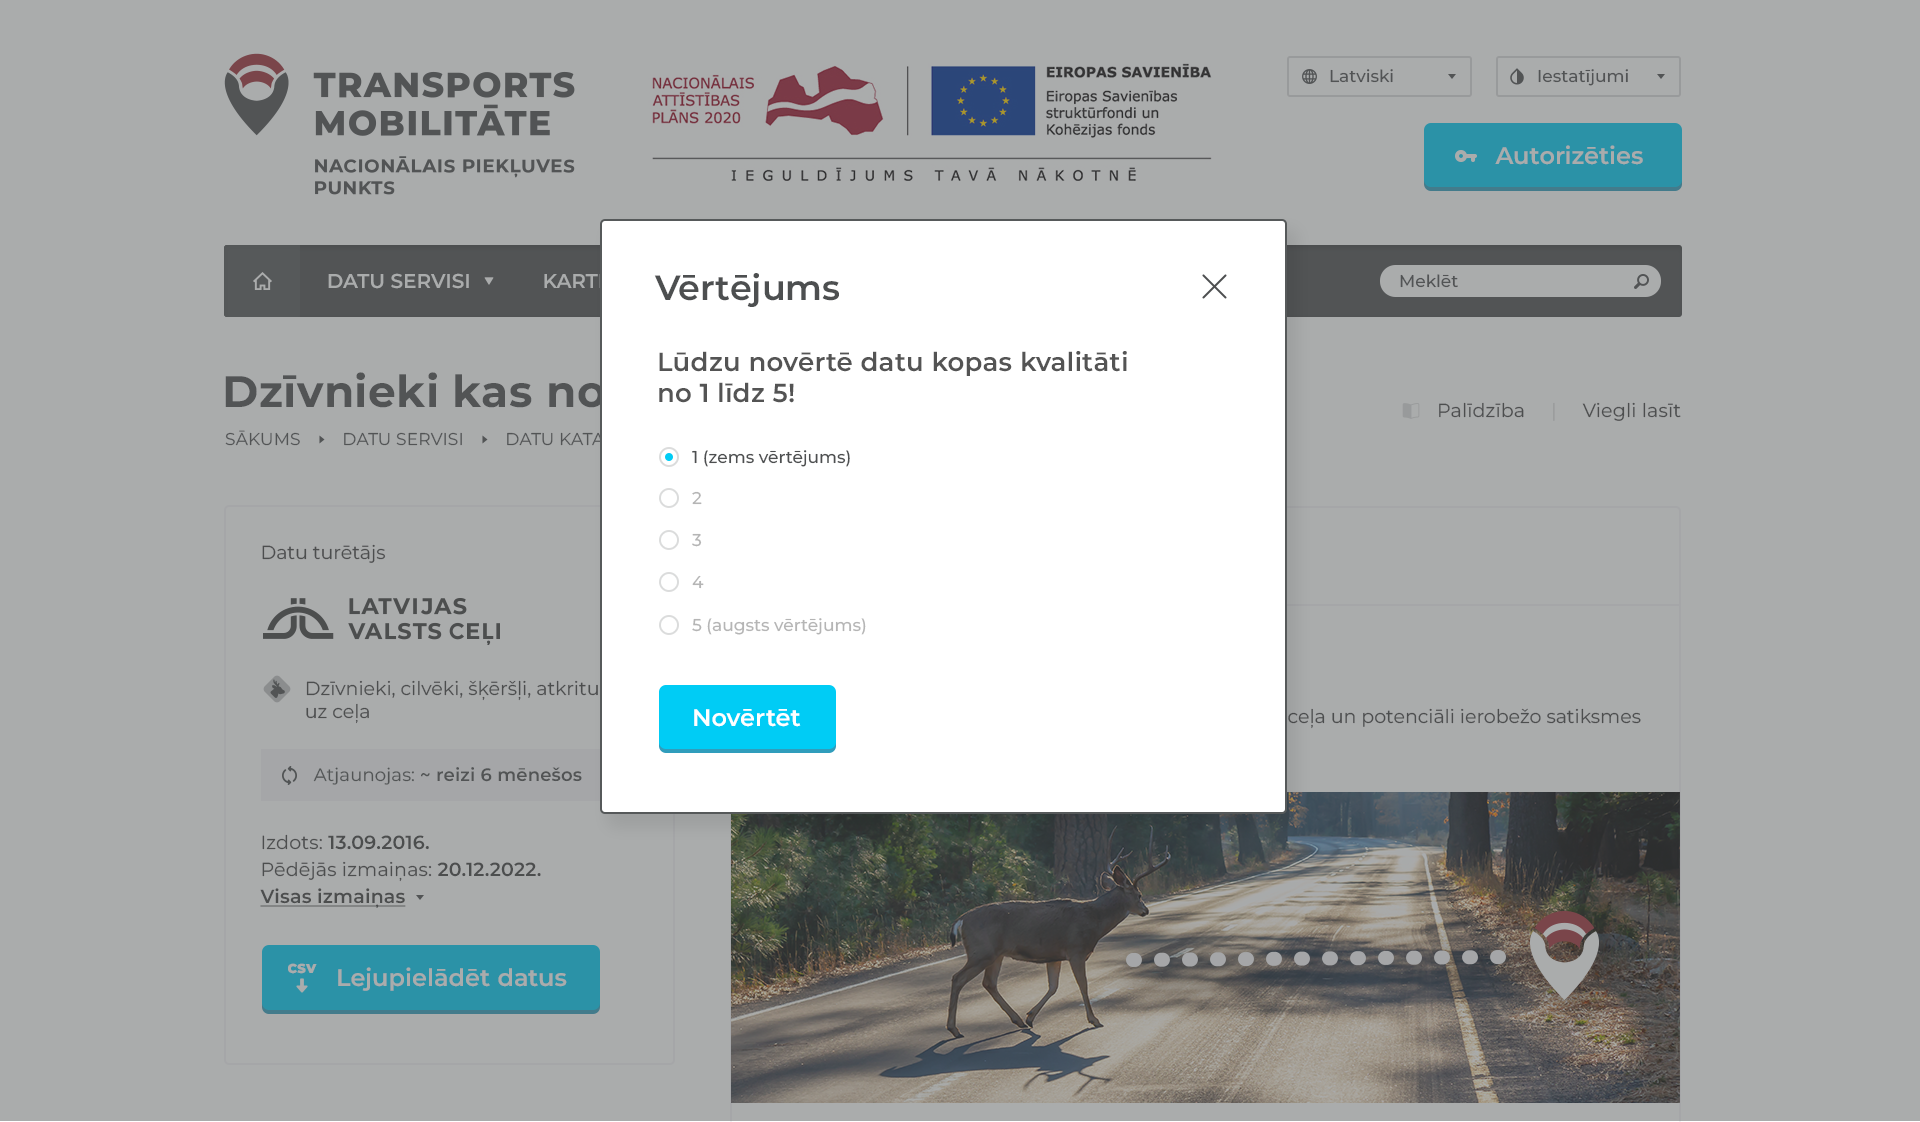 TRANSPORTS
MOBILITĀTE
NACIONĀLAIS PIEKĻUVES
PUNKTS
NACIONĀLAIS
ATTĪSTĪBAS
PLĀNS 2020
EIROPAS SAVIENĪBA
Eiropas Savienības
struktūrfondi un
Kohēzijas fonds
IEGULDĪJUMS TAVĀ NĀKOTNĒ
Latviski
Iestatījumi
Autorizēties
DATU SERVISI
KART
Meklēt
Dzīvnieki kas no
SĀKUMS
DATU SERVISI
DATU KATA
Palīdzība
Viegli lasīt
Vērtējums
Lūdzu novērtē datu kopas kvalitāti
no 1 līdz 5!
1 (zems vērtējums)
2
3
4
5 (augsts vērtējums)
Novērtēt
Datu turētājs
LATVIJAS
VALSTS CEĻI
Dzīvnieki, cilvēki, šķēršļi, atkritu
uz ceļa
Atjaunojas: ~ reizi 6 mēnešos
Izdots: 13.09.2016.
Pēdējās izmaiņas: 20.12.2022.
Visas izmaiņas
CSV
Lejupielādēt datus
ceļa un potenciāli ierobežo satiksmes